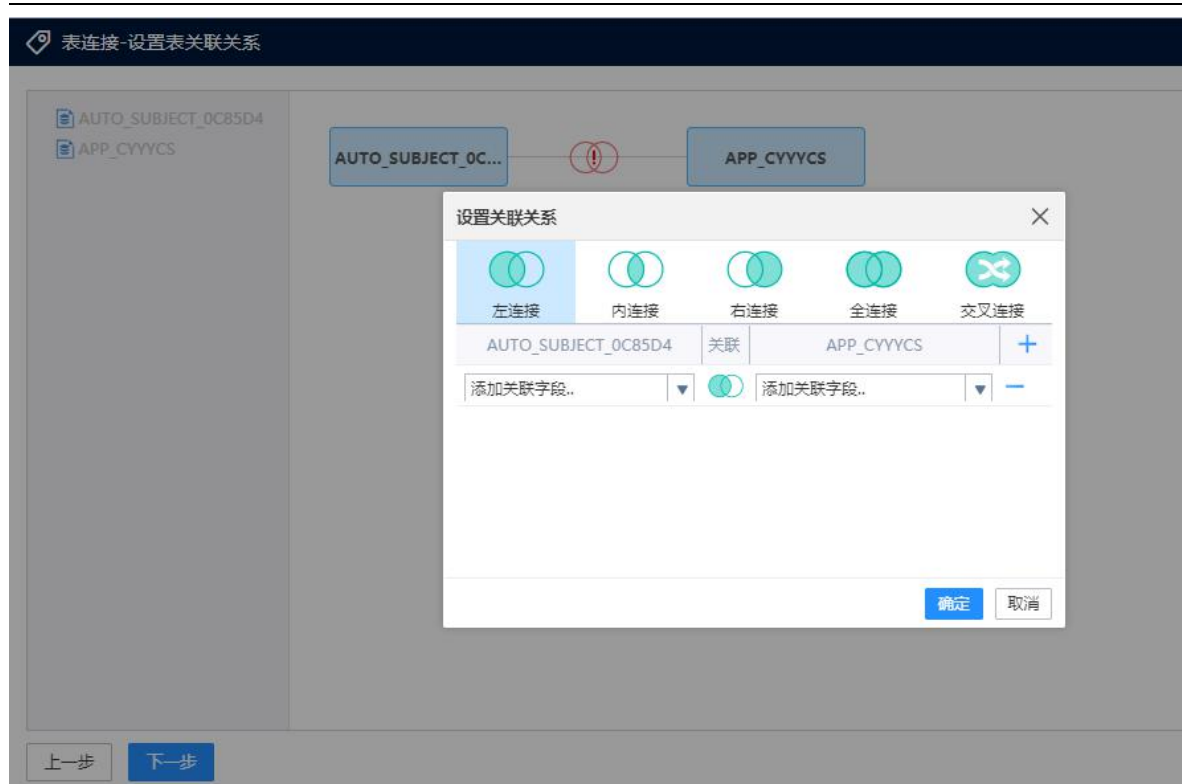 表连接-设置表关联关系
AUTO_SUBJECT_0C85D4
APP_CYYYCS
AUTO_SUBJECT_0C...
APP_CYYYCS
设置关联关系
左连接 内连接 右连接 全连接 交叉连接
AUTO_SUBJECT_0C85D4 关联 APP_CYYYCS
添加关联字段.. 添加关联字段..
确定 取消
上一步 下一步